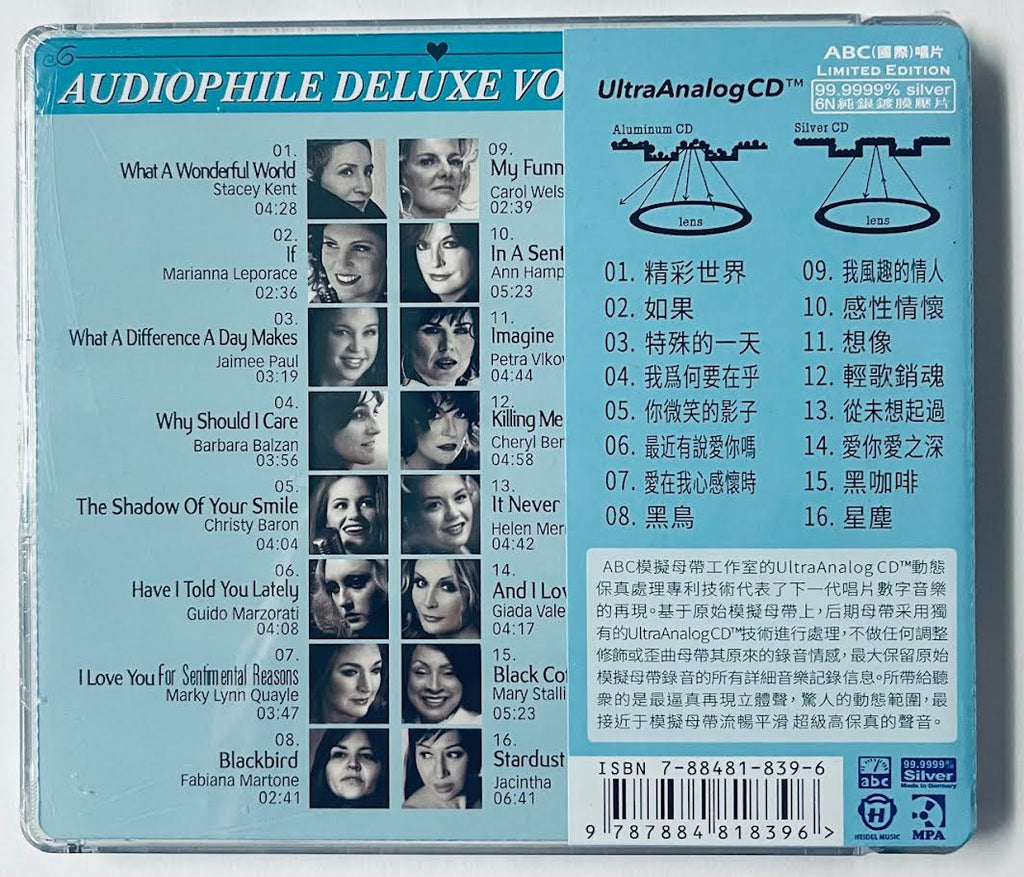 AUDIOPHILE DELUXE VO
01.
What A Wonderful World
Stacey Kent
04:28
02.
If
Marianna Leporace
02:36
03.
What A Difference A Day Makes
Jaimee Paul
03:19
04.
Why Should I Care
Barbara Balzan
03:56
05.
The Shadow Of Your Smile
Christy Baron
04:04
06.
Have I Told You Lately
Guido Marzorati
04:08
07.
I Love You For Sentimental Reasons
Marky Lynn Quayle
03:47
08.
Blackbird
Fabiana Martone
02:41
09.
My Funn
Carol Wels
02:39
10.
In A Sent
Ann Hamp
05:23
11.
Imagine
Petra Vlko
04:44
12.
Killing Me
Cheryl Ber
04:58
13.
It Never
Helen Mer
04:42
14.
And I Lov
Giada Vale
04:17
15.
Black Co
Mary Stalli
05:23
16.
Stardust
Jacintha
06:41
UltraAnalogCD™
ABC(國際)唱片
LIMITED EDITION
99.9999% silver
6N純銀鍍膜壓片
Aluminum CD
lens
Silver CD
lens
01. 精彩世界
02. 如果
03. 特殊的一天
04. 我爲何要在乎
05. 你微笑的影子
06. 最近有說愛你嗎
07. 愛在我心感懷時
08. 黑鳥
09. 我風趣的情人
10. 感性情懷
11. 想像
12. 輕歌銷魂
13. 從未想起過
14. 愛你愛之深
15. 黑咖啡
16. 星塵
ABC模擬母帶工作室的UltraAnalog CD™動態
保真處理專利技術代表了下一代唱片數字音樂
的再現。基于原始模擬母帶上，后期母帶采用獨
有的UltraAnalogCD™技術進行處理，不做任何調整
修飾或歪曲母帶其原來的錄音情感，最大保留原始
模擬母帶錄音的所有詳細音樂記錄信息。所帶給聽
衆的是最逼真再現立體聲，驚人的動態範圍，最
接近于模擬母帶流暢平滑 超級高保真的聲音。
ISBN 7-88481-839-6
9 787884 818396 >
abc
99.9999%
Silver
Made in Germany
H
HEIDEL MUSIC
MPA